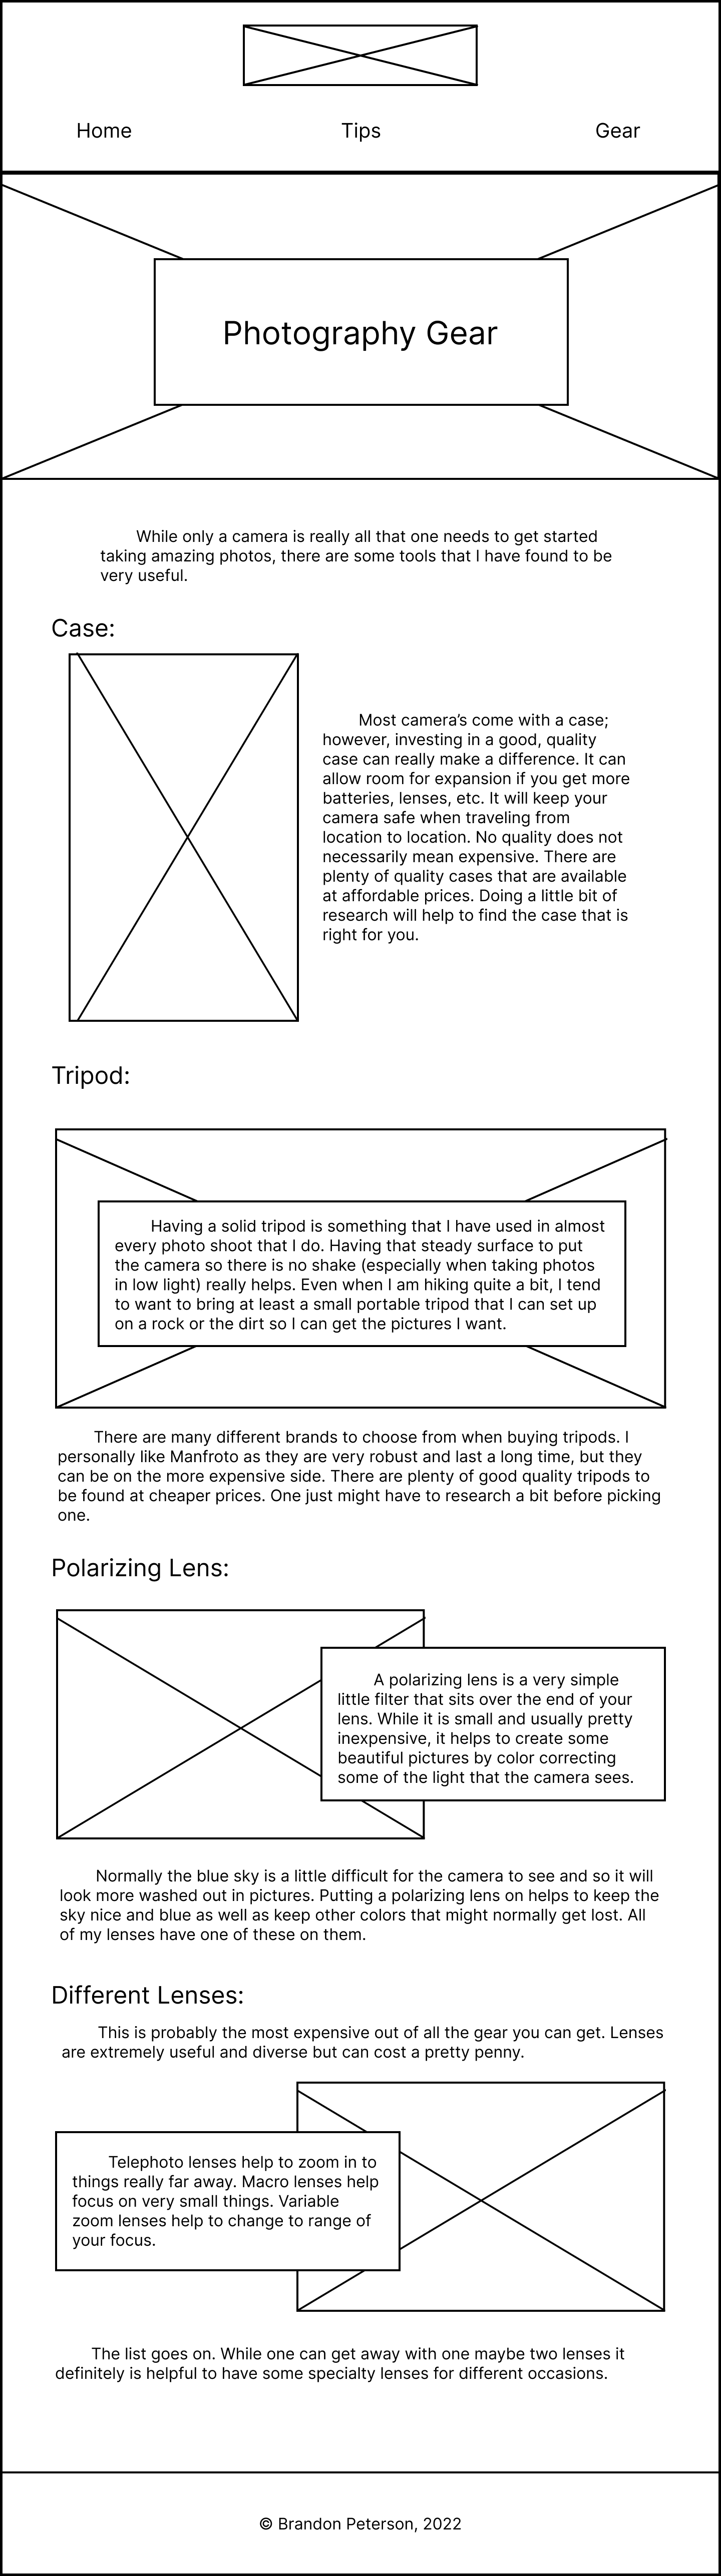 Home Tips Gear
Photography Gear
While only a camera is really all that one needs to get started
taking amazing photos, there are some tools that I have found to be
very useful.
Case:
Most camera’s come with a case;
however, investing in a good, quality
case can really make a difference. It can
allow room for expansion if you get more
batteries, lenses, etc. It will keep your
camera safe when traveling from
location to location. No quality does not
necessarily mean expensive. There are
plenty of quality cases that are available
at affordable prices. Doing a little bit of
research will help to find the case that is
right for you.
Tripod:
Having a solid tripod is something that I have used in almost
every photo shoot that I do. Having that steady surface to put
the camera so there is no shake (especially when taking photos
in low light) really helps. Even when I am hiking quite a bit, I tend
to want to bring at least a small portable tripod that I can set up
on a rock or the dirt so I can get the pictures I want.
There are many different brands to choose from when buying tripods. I
personally like Manfroto as they are very robust and last a long time, but they
can be on the more expensive side. There are plenty of good quality tripods to
be found at cheaper prices. One just might have to research a bit before picking
one.
Polarizing Lens:
A polarizing lens is a very simple
little filter that sits over the end of your
lens. While it is small and usually pretty
inexpensive, it helps to create some
beautiful pictures by color correcting
some of the light that the camera sees.
Normally the blue sky is a little difficult for the camera to see and so it will
look more washed out in pictures. Putting a polarizing lens on helps to keep the
sky nice and blue as well as keep other colors that might normally get lost. All
of my lenses have one of these on them.
Different Lenses:
This is probably the most expensive out of all the gear you can get. Lenses
are extremely useful and diverse but can cost a pretty penny.
Telephoto lenses help to zoom in to
things really far away. Macro lenses help
focus on very small things. Variable
zoom lenses help to change to range of
your focus.
The list goes on. While one can get away with one maybe two lenses it
definitely is helpful to have some specialty lenses for different occasions.
© Brandon Peterson, 2022